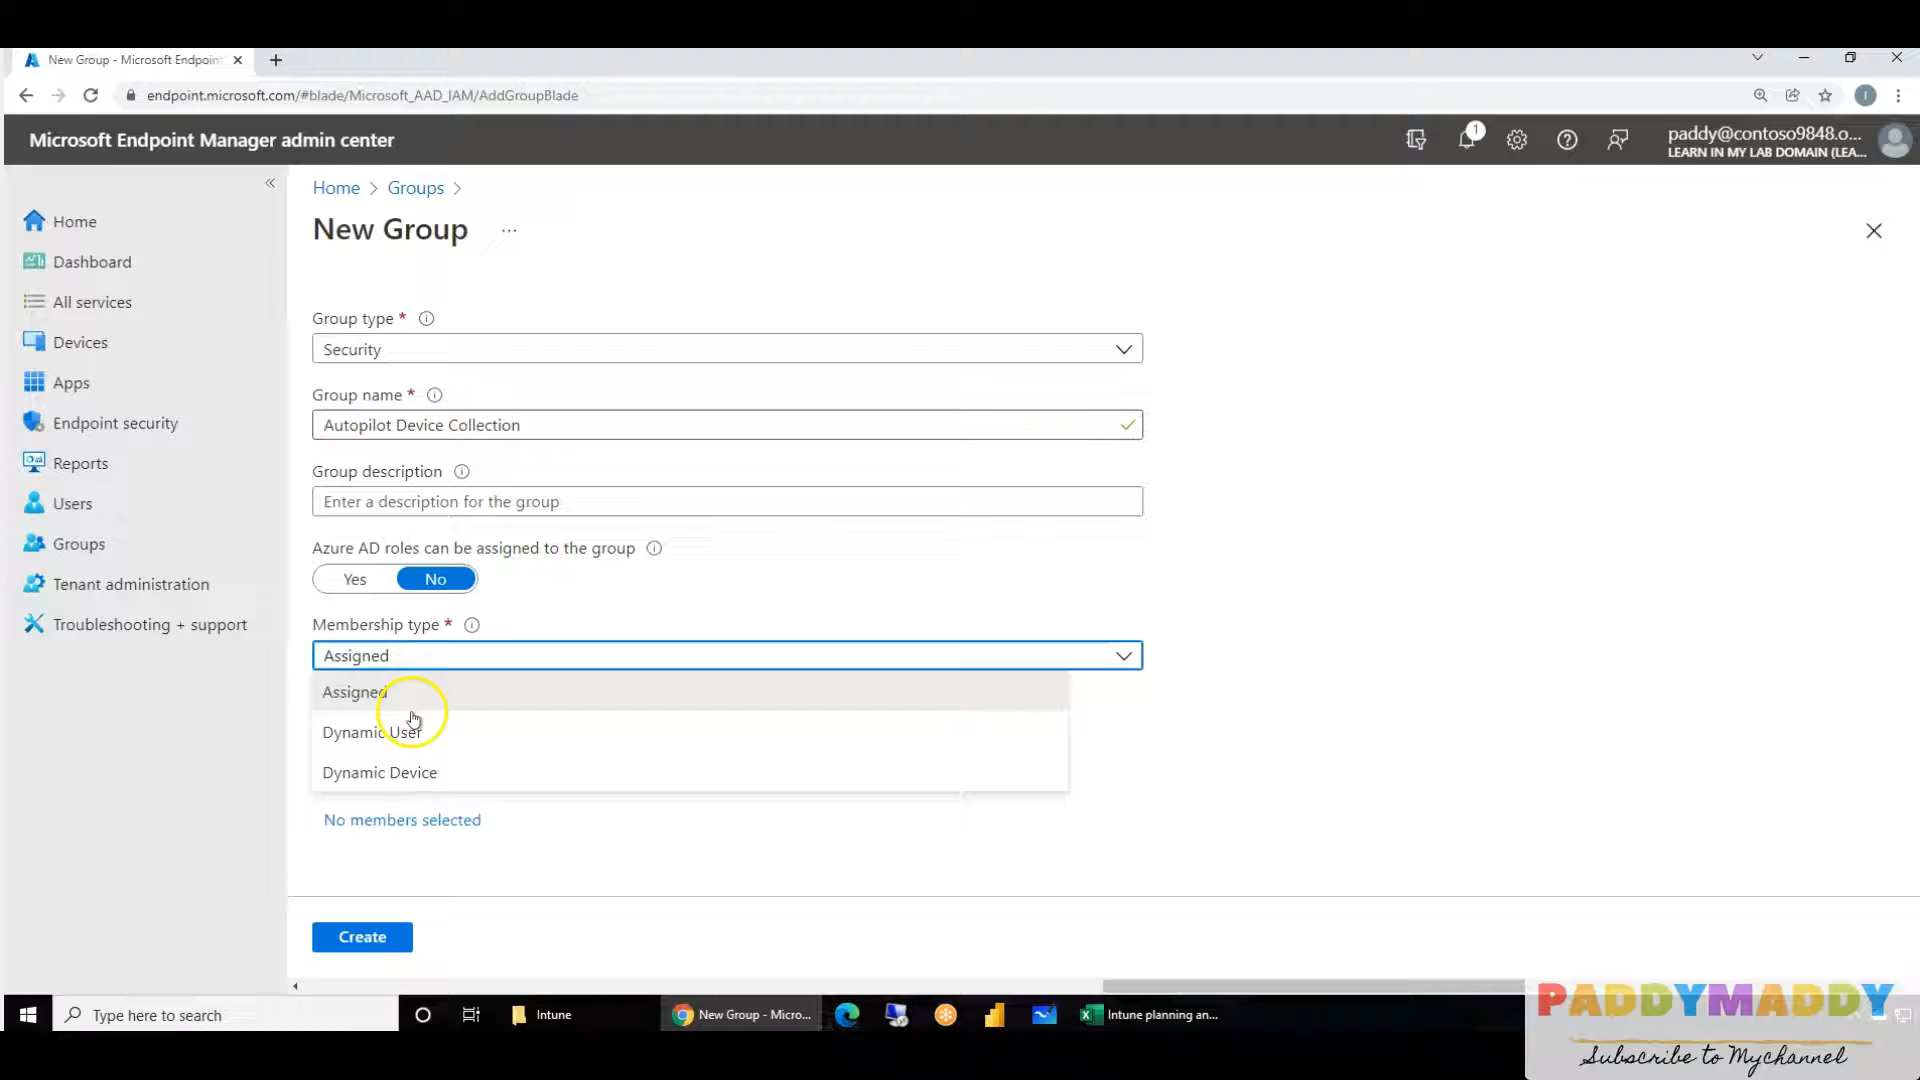 New Group - Microsoft Endpoin
endpoint.microsoft.com/#blade/Microsoft_AAD_IAM/AddGroupBlade
Microsoft Endpoint Manager admin center
1
paddy@contoso9848.o...
LEARN IN MY LAB DOMAIN (LEA...
I
Home
Dashboard
All services
Devices
Apps
Endpoint security
Reports
Users
Groups
Tenant administration
Troubleshooting + support
Home > Groups >
New Group ...
Group type *
Security
Group name *
Autopilot Device Collection
Group description
Enter a description for the group
Azure AD roles can be assigned to the group
Yes No
Membership type *
Assigned
Assigned
Dynamic User
Dynamic Device
No members selected
Create
Type here to search
Intune
New Group - Micro...
Intune planning an...
PADDYMADDY
Subscribe to Mychannel